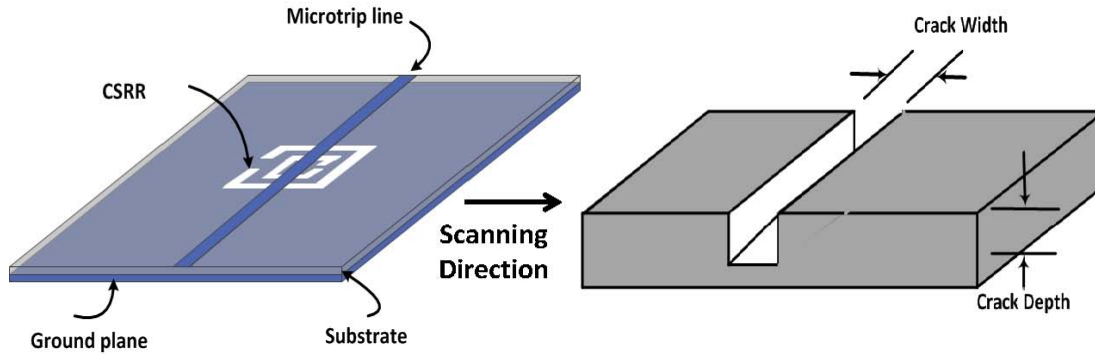 Microtrip line
Crack Width
CSRR
Scanning
Direction
Crack Depth
Ground plane
Substrate